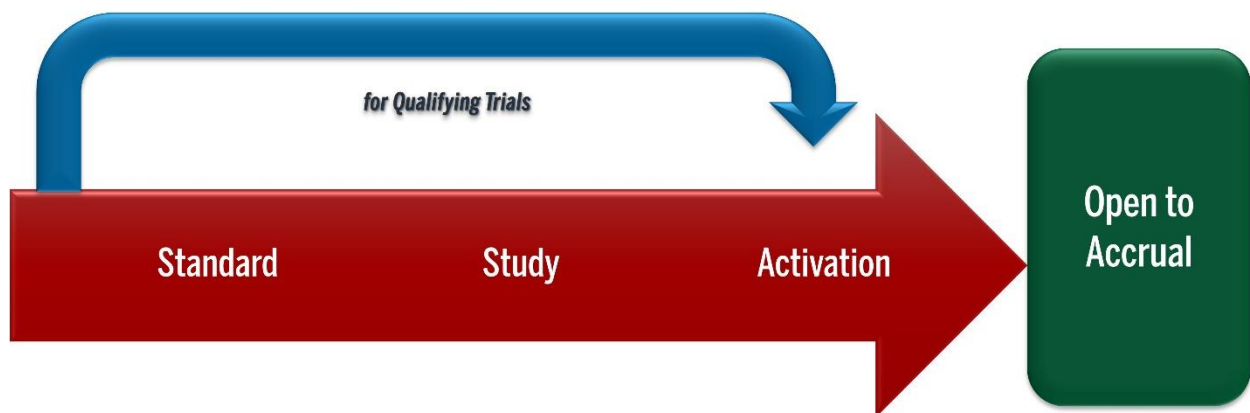 for Qualifying Trials
Standard Study Activation
Open to
Accrual